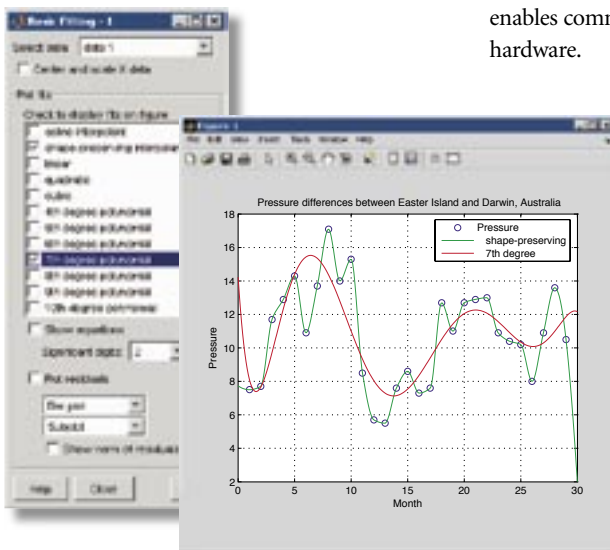 enables comm
hardware.
Basic Fitting - 1
Select data: data 1
Center and scale X data
Plot fits
Check to display fits on figure
spline interpolant
shape-preserving interpolant
linear
quadratic
cubic
4th degree polynomial
5th degree polynomial
6th degree polynomial
7th degree polynomial
8th degree polynomial
9th degree polynomial
10th degree polynomial
Show equations
Significant digits: 2
Plot residuals
Bar plot
Subplot
Show norm of residuals
Help Close
File Edit View Insert Tools Window Help
Pressure differences between Easter Island and Darwin, Australia
Pressure
shape-preserving
7th degree
18
16
14
12
10
8
6
4
2
Pressure
0 5 10 15 20 25 30
Month